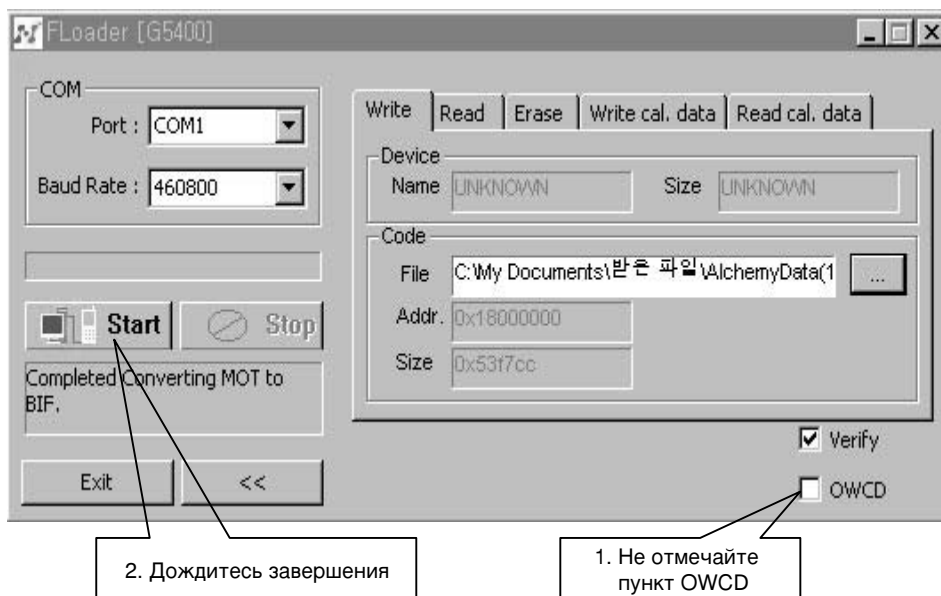 FLoader [G5400]
COM
Port : COM1
Baud Rate : 460800
Start
Stop
Completed Converting MOT to
BIF.
Exit
<<
Write Read Erase Write cal. data Read cal. data
Device
Name UNKNOWN Size UNKNOWN
Code
File C:\My Documents\받은 파일\AlchemyData(1 ...
Addr. 0x18000000
Size 0x53f7cc
Verify
OWCD
2. Дождитесь завершения
1. Не отмечайте
пункт OWCD